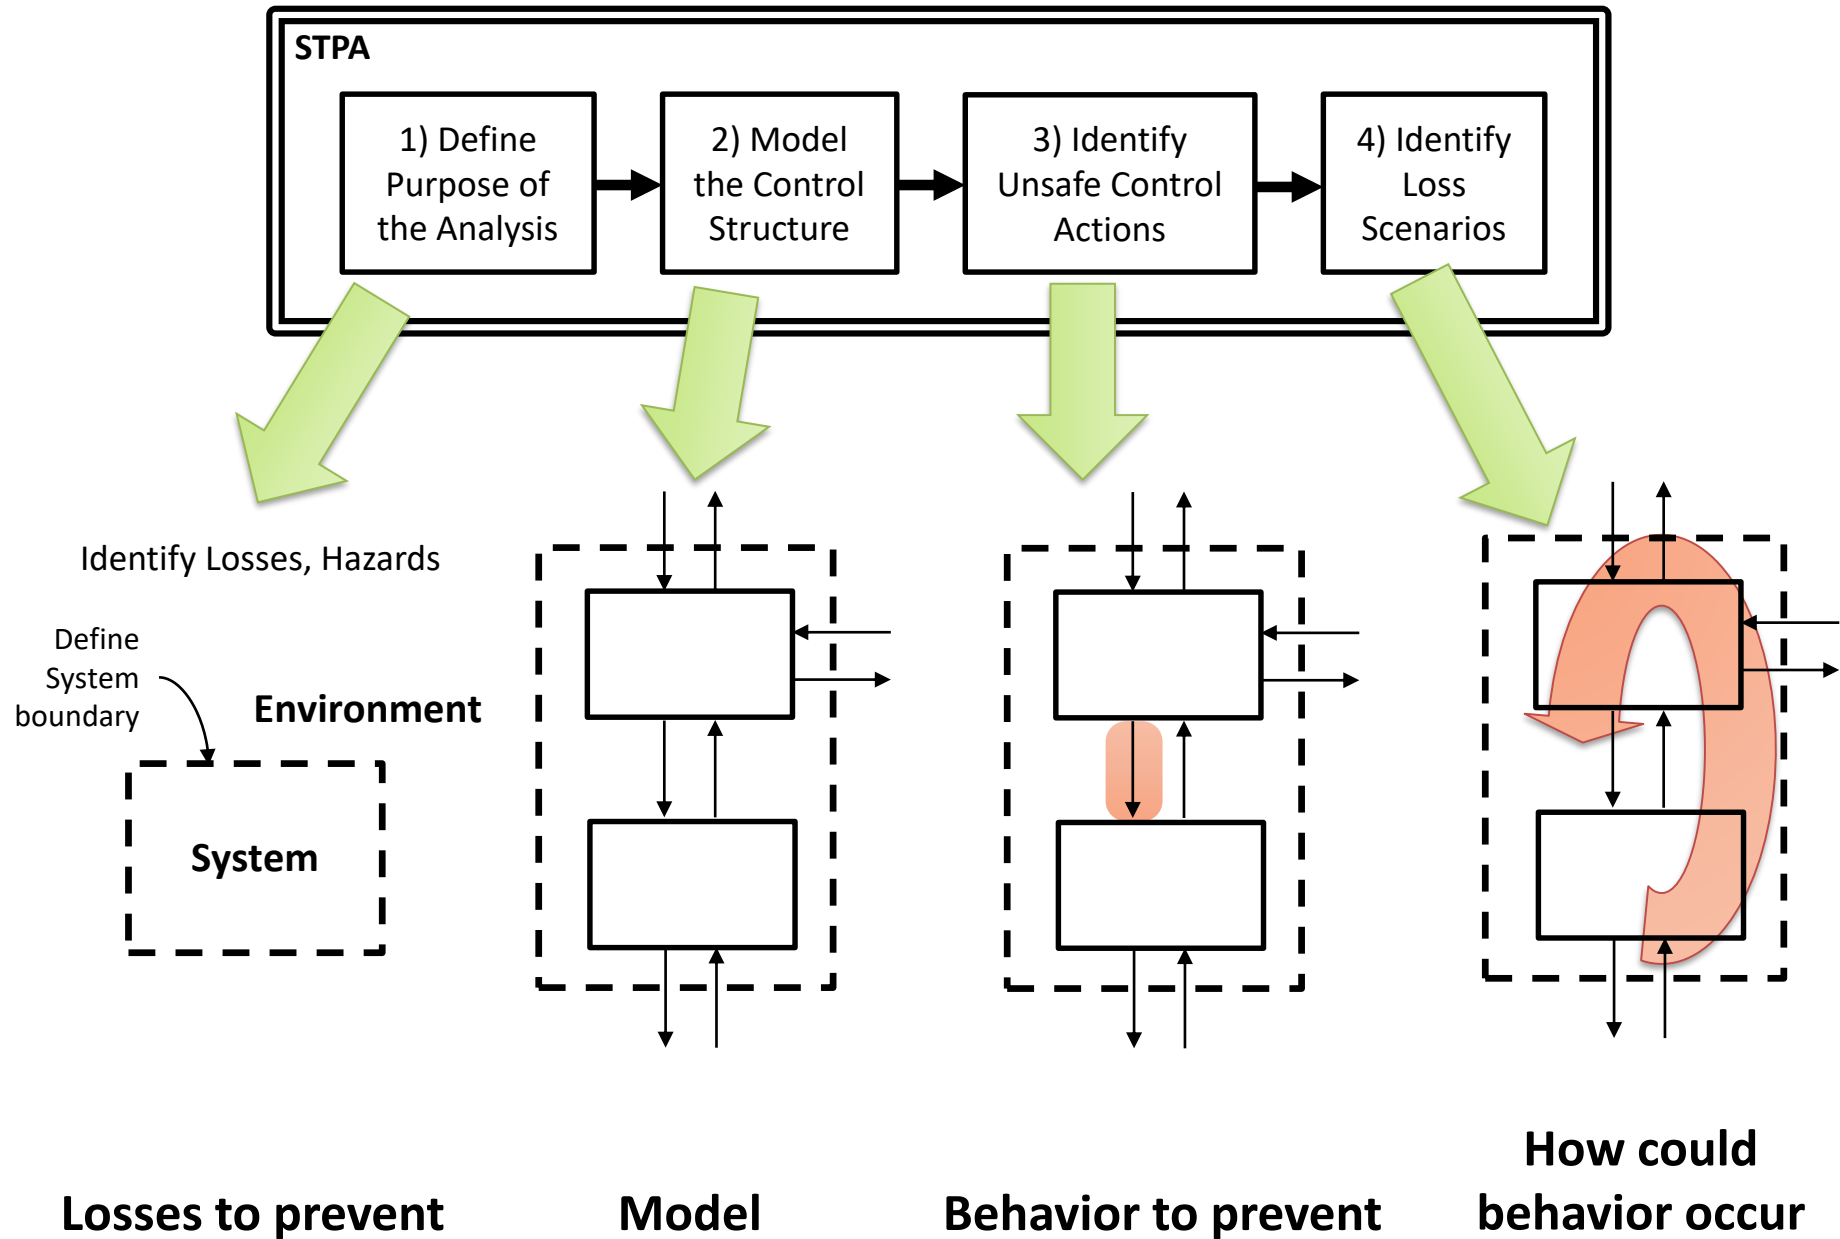 STPA
1) Define
Purpose of
the Analysis
2) Model
the Control
Structure
3) Identify
Unsafe Control
Actions
4) Identify
Loss
Scenarios
Identify Losses, Hazards
Define
System
boundary
Environment
System
Losses to prevent
Model
Behavior to prevent
How could
behavior occur